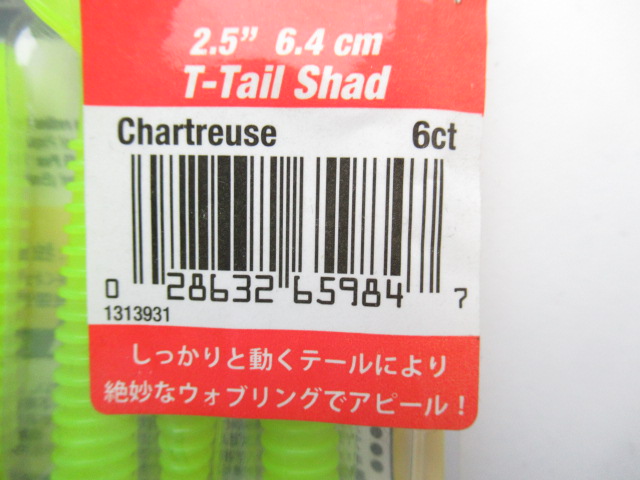 2.5” 6.4 cm
T-Tail Shad
Chartreuse 6ct
0 28632 65984 7
1313931
しっかりと動くテールにより
絶妙なウォブリングでアピール！